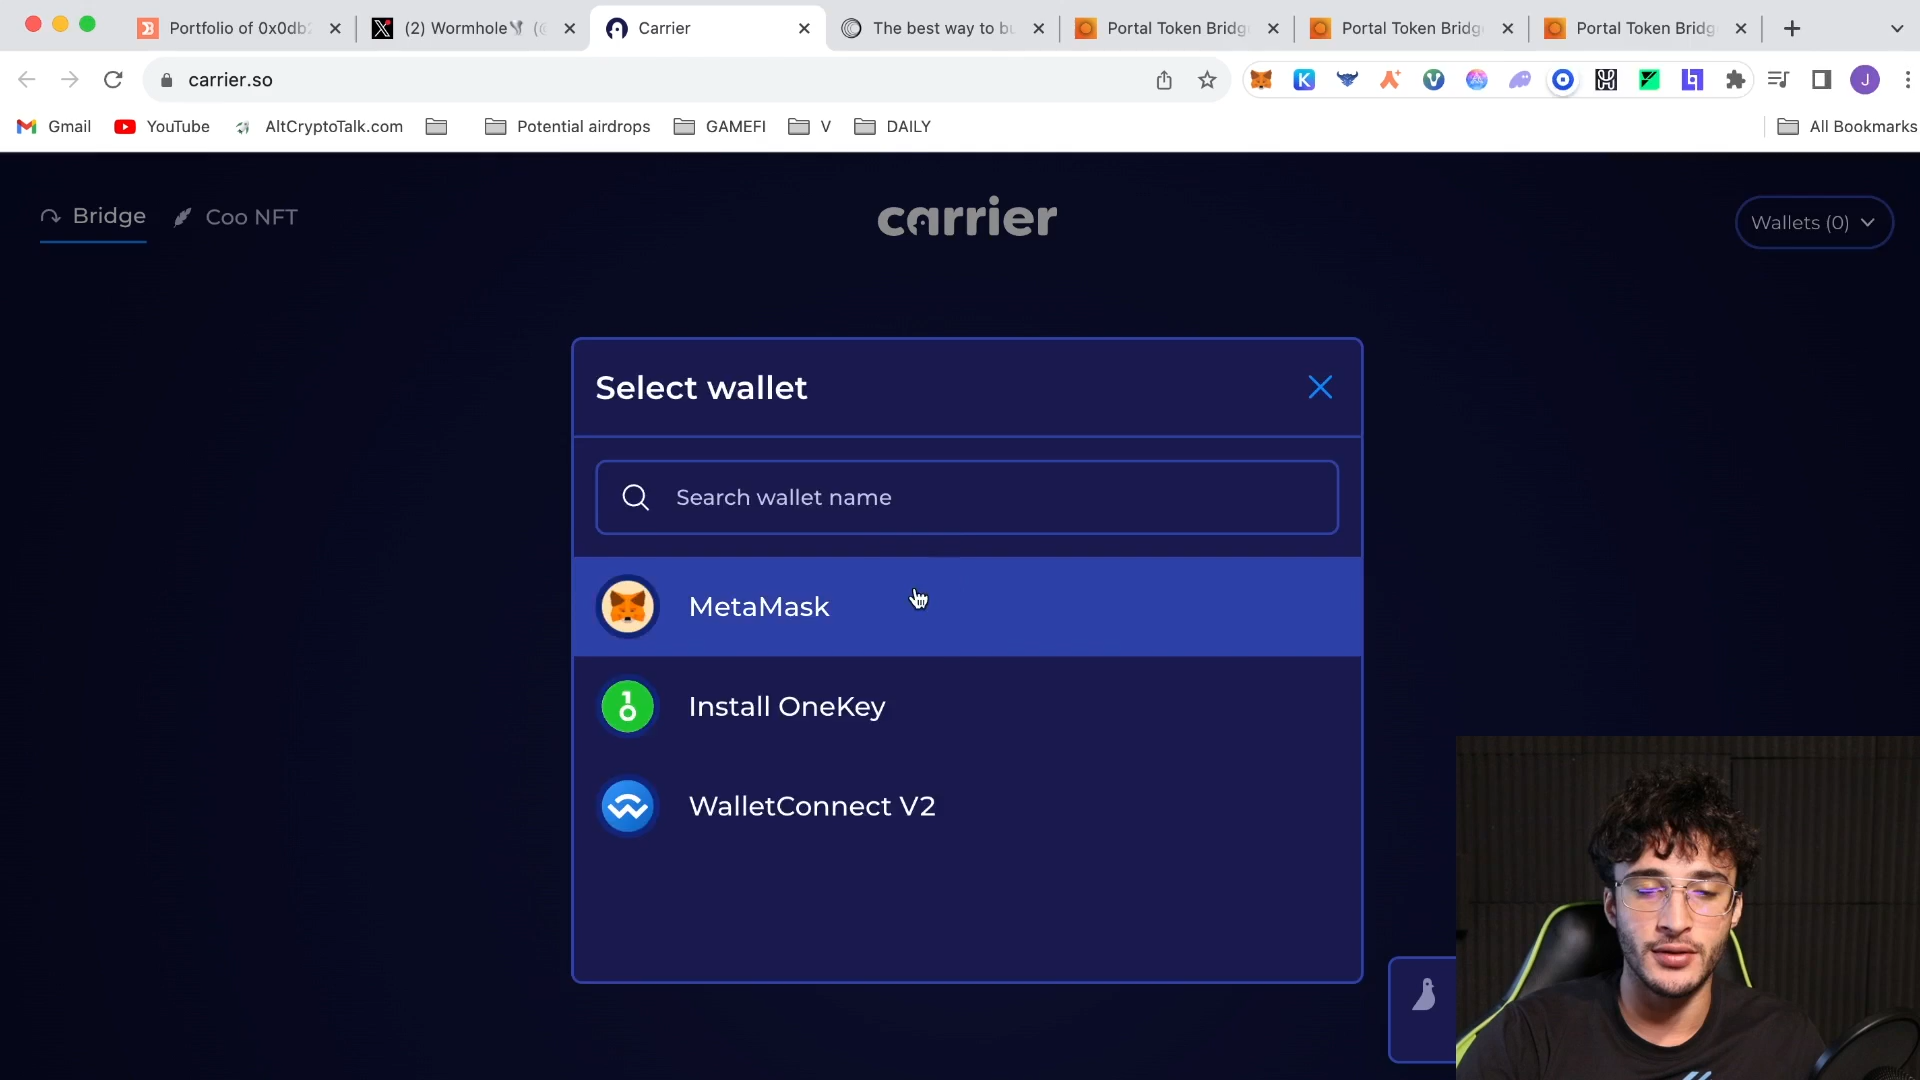 Portfolio of 0x0db
(2) Wormhole
Carrier
The best way to bu
Portal Token Bridg
Portal Token Bridg
Portal Token Bridg
carrier.so
J
Gmail
YouTube
AltCryptoTalk.com
Potential airdrops
GAMEFI
V
DAILY
All Bookmarks
Bridge
Coo NFT
carrier
Wallets (0)
Select wallet
Search wallet name
MetaMask
Install OneKey
WalletConnect V2